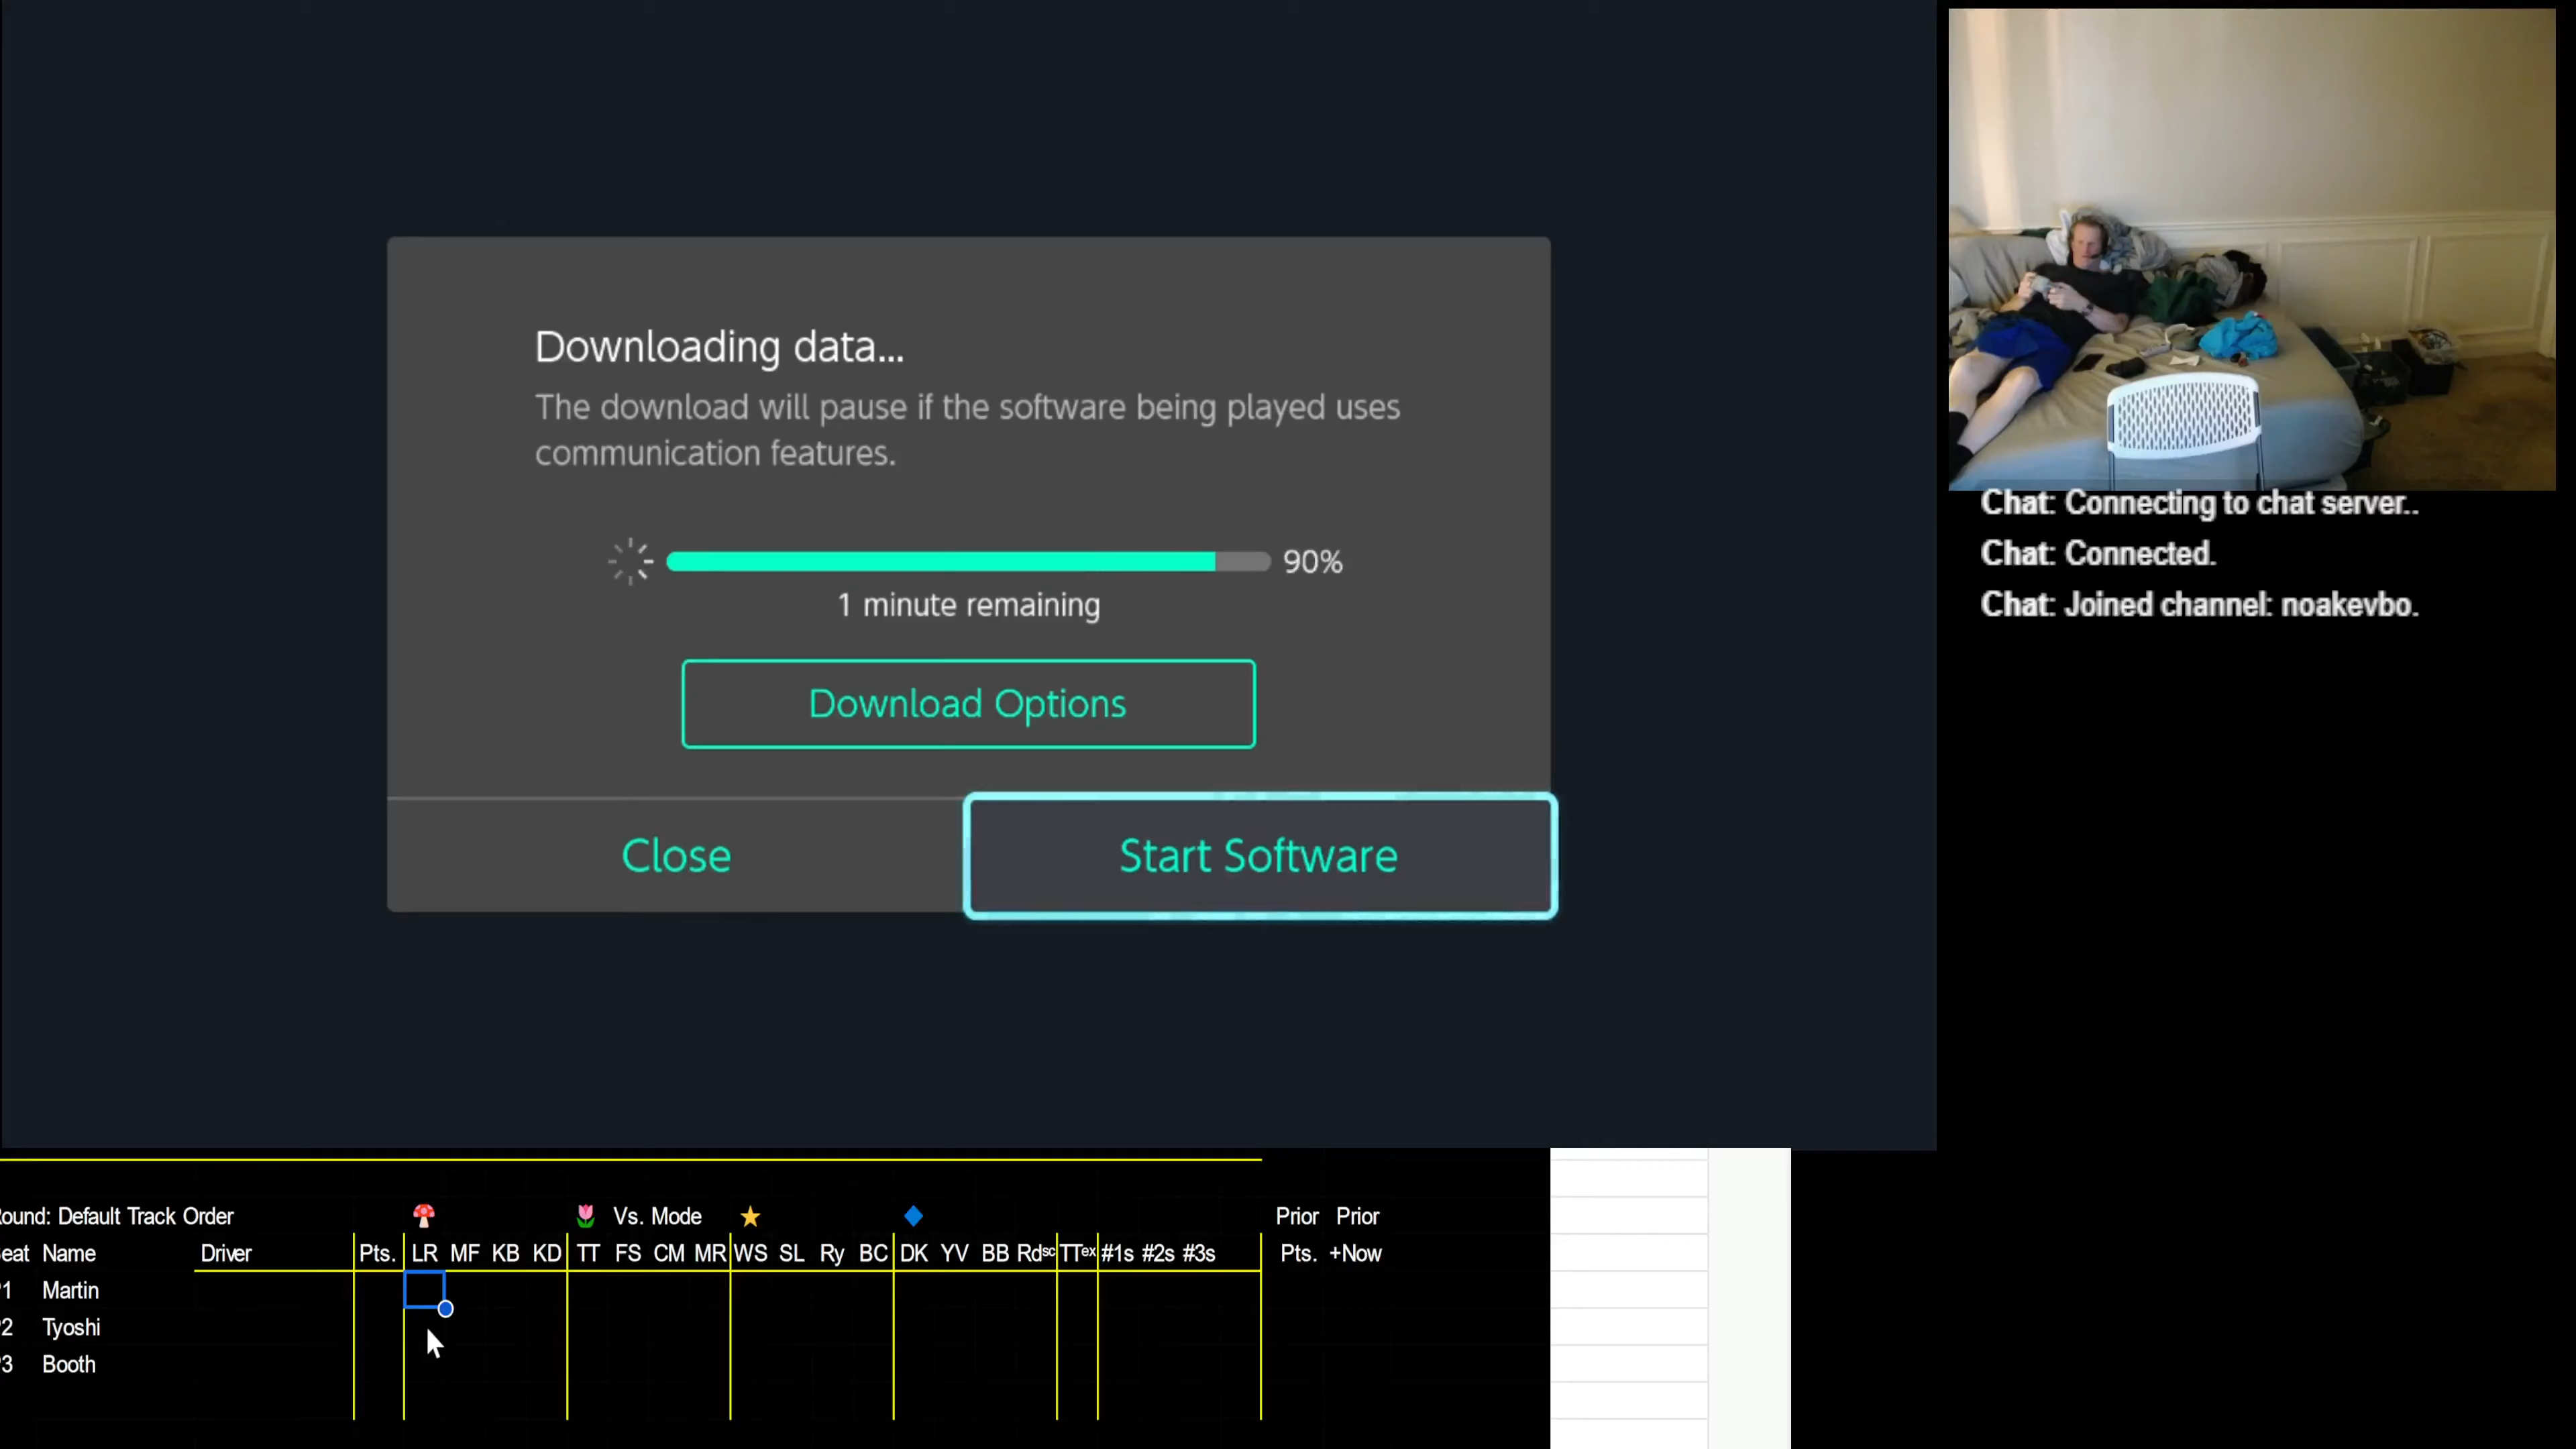 Downloading data...
The download will pause if the software being played uses
communication features.
90%
1 minute remaining
Download Options
Close
Start Software
Chat: Connecting to chat server..
Chat: Connected.
Chat: Joined channel: noakevbo.
ound: Default Track Order Vs. Mode Prior Prior
eat Name Driver Pts. LR MF KB KD TT FS CM MR WS SL Ry BC DK YV BB Rdsc TTex #1s #2s #3s Pts. +Now
1 Martin
2 Tyoshi
3 Booth